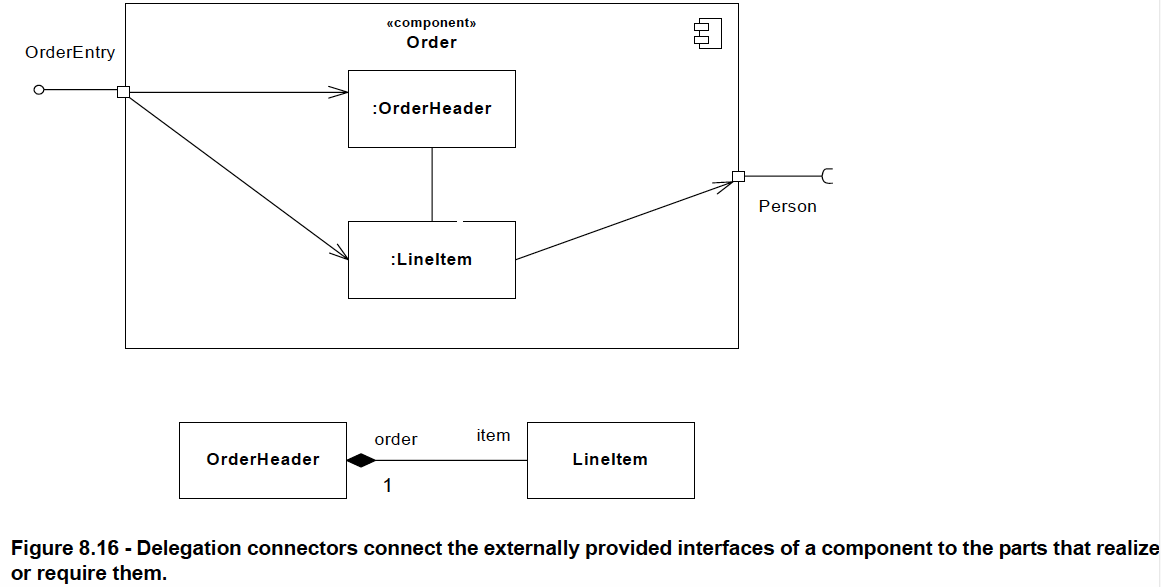 «component»
Order
OrderEntry
:OrderHeader
Person
:LineItem
order
item
OrderHeader
LineItem
1
Figure 8.16 - Delegation connectors connect the externally provided interfaces of a component to the parts that realize
or require them.